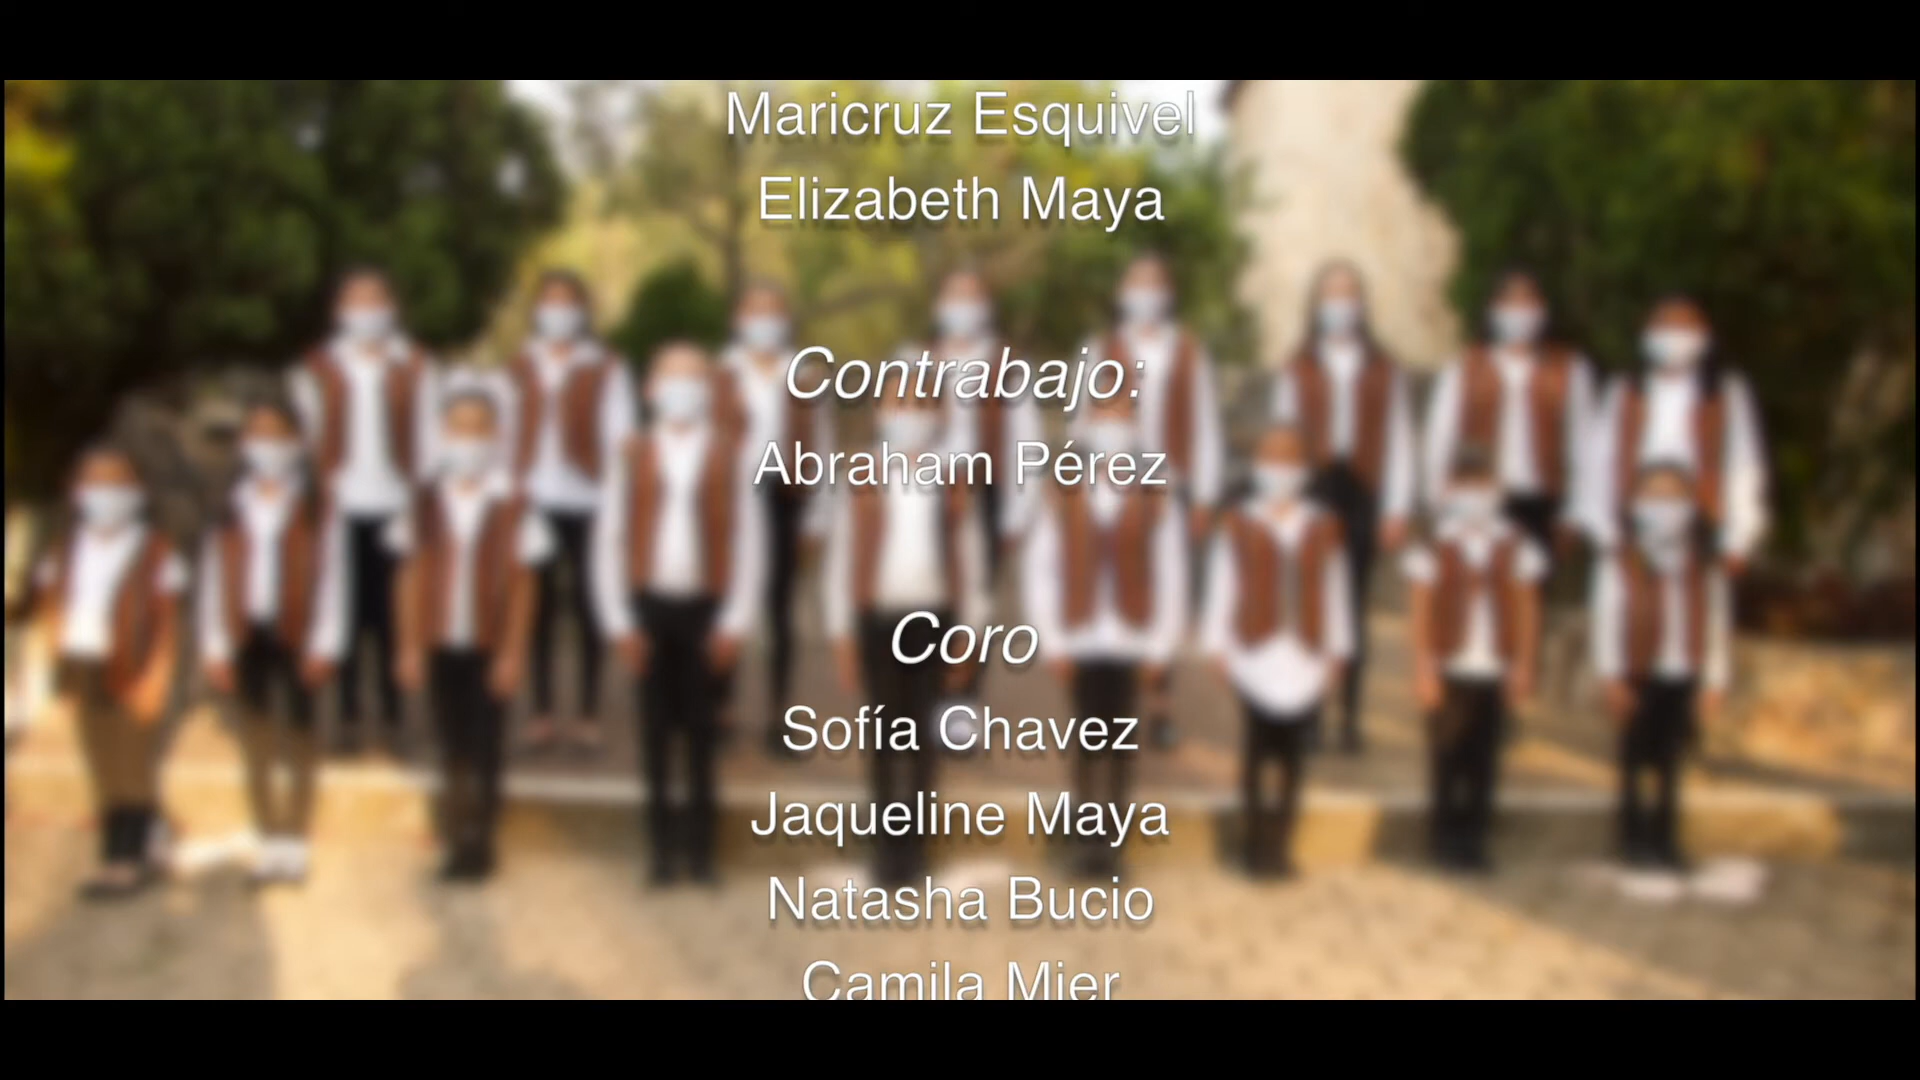 Maricruz Esquivel
Elizabeth Maya
Contrabajo:
Abraham Pérez
Coro
Sofía Chavez
Jaqueline Maya
Natasha Bucio
Camila Mier